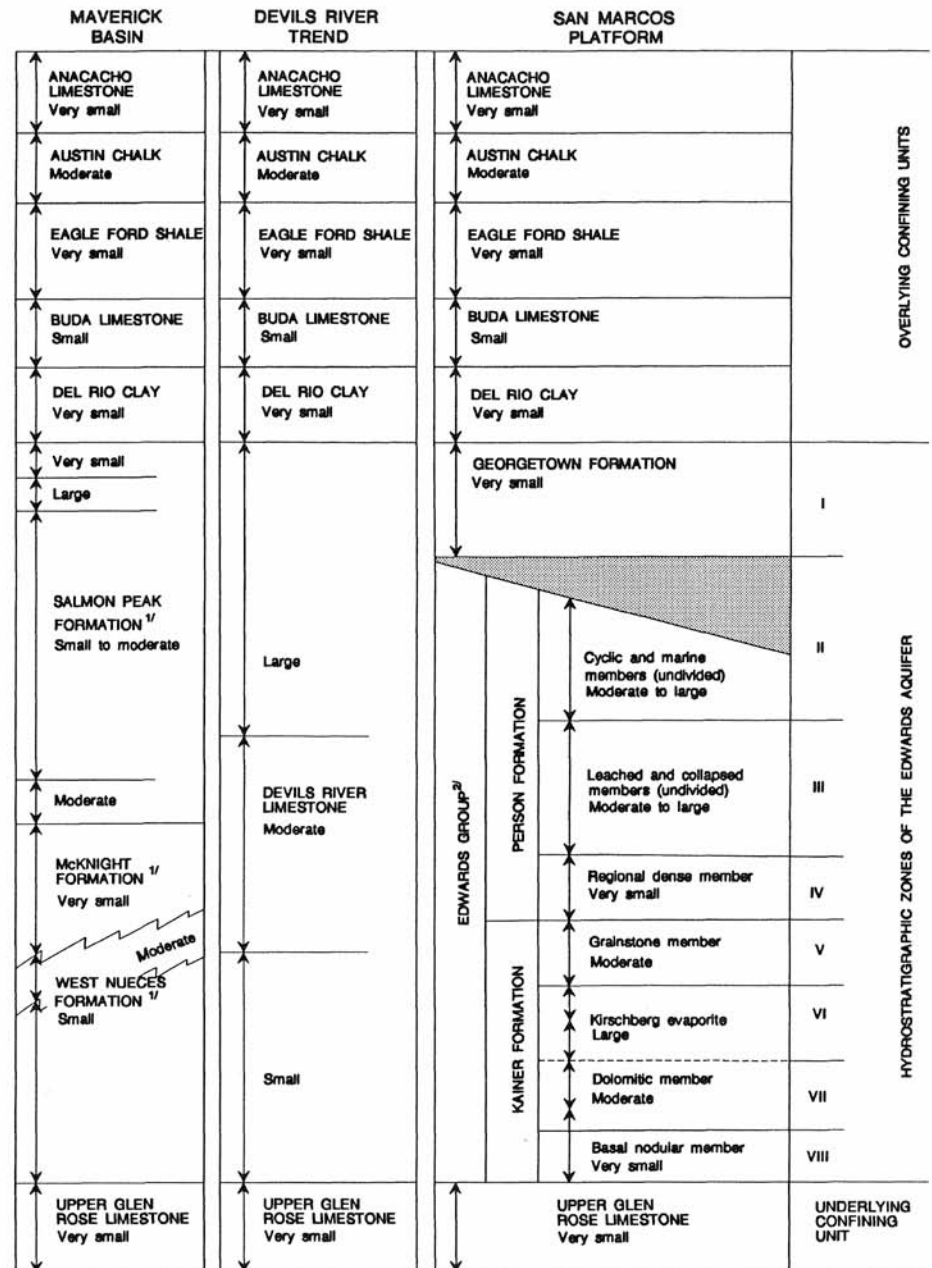 MAVERICK
BASIN
DEVILS RIVER
TREND
SAN MARCOS
PLATFORM
ANACACHO
LIMESTONE
Very small
AUSTIN CHALK
Moderate
EAGLE FORD SHALE
Very small
BUDA LIMESTONE
Small
DEL RIO CLAY
Very small
Very small
Large
SALMON PEAK
FORMATION 1/
Small to moderate
Moderate
McKNIGHT
FORMATION 1/
Very small
Moderate
WEST NUECES
FORMATION 1/
Small
UPPER GLEN
ROSE LIMESTONE
Very small
ANACACHO
LIMESTONE
Very small
AUSTIN CHALK
Moderate
EAGLE FORD SHALE
Very small
BUDA LIMESTONE
Small
DEL RIO CLAY
Very small
Large
DEVILS RIVER
LIMESTONE
Moderate
Small
UPPER GLEN
ROSE LIMESTONE
Very small
ANACACHO
LIMESTONE
Very small
AUSTIN CHALK
Moderate
EAGLE FORD SHALE
Very small
BUDA LIMESTONE
Small
DEL RIO CLAY
Very small
GEORGETOWN FORMATION
Very small
EDWARDS GROUP2/
PERSON FORMATION
Cyclic and marine
members (undivided)
Moderate to large
Leached and collapsed
members (undivided)
Moderate to large
Regional dense member
Very small
KAINER FORMATION
Grainstone member
Moderate
Kirschberg evaporite
Large
Dolomitic member
Moderate
Basal nodular member
Very small
UPPER GLEN
ROSE LIMESTONE
Very small
OVERLYING CONFINING UNITS
I
II
III
IV
V
VI
VII
VIII
HYDROSTRATIGRAPHIC ZONES OF THE EDWARDS AQUIFER
UNDERLYING
CONFINING
UNIT